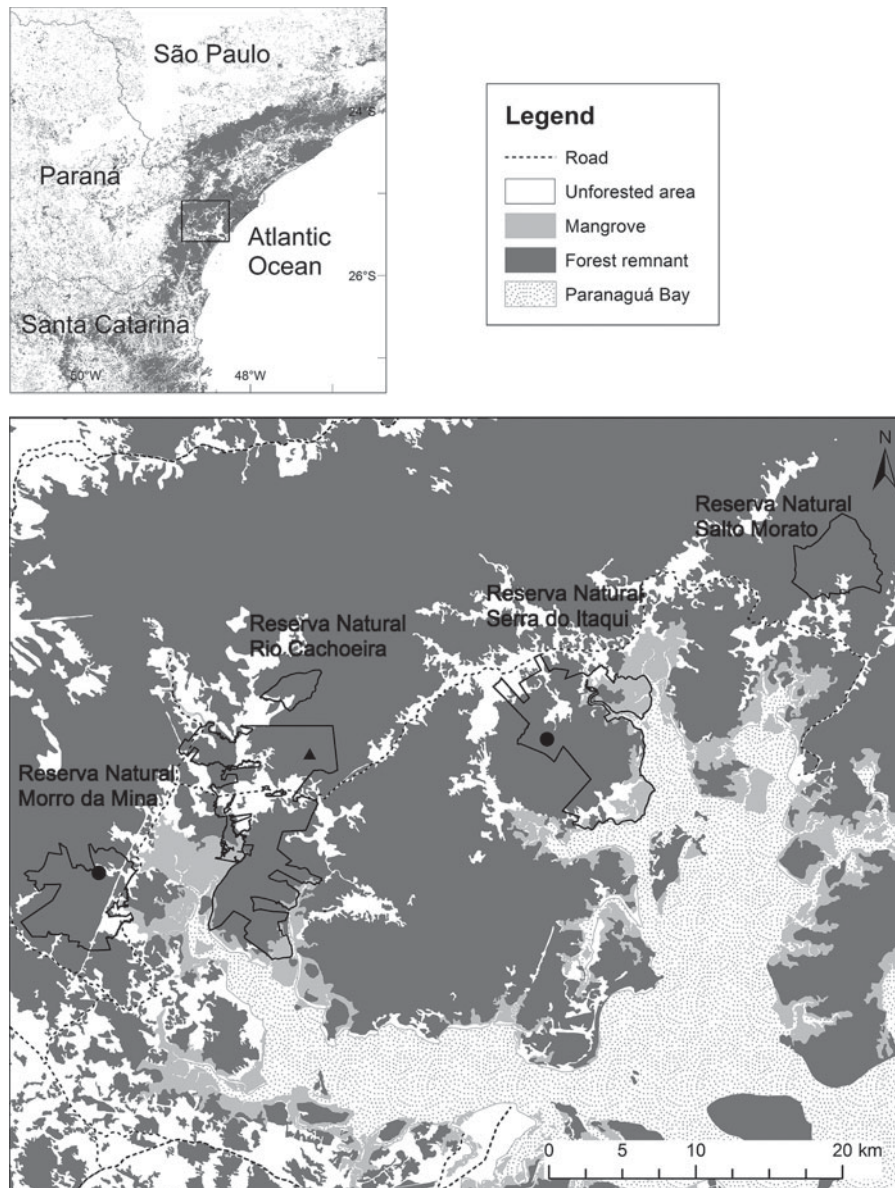 São Paulo
24°S
Paraná
Atlantic
Ocean
26°S
Santa Catarina
50°W
48°W
Legend
Road
Unforested area
Mangrove
Forest remnant
Paranaguá Bay
N
Reserva Natural
Salto Morato
Reserva Natural
Serra do Itaqui
Reserva Natural
Rio Cachoeira
Reserva Natural
Morro da Mina
0 5 10 20 km